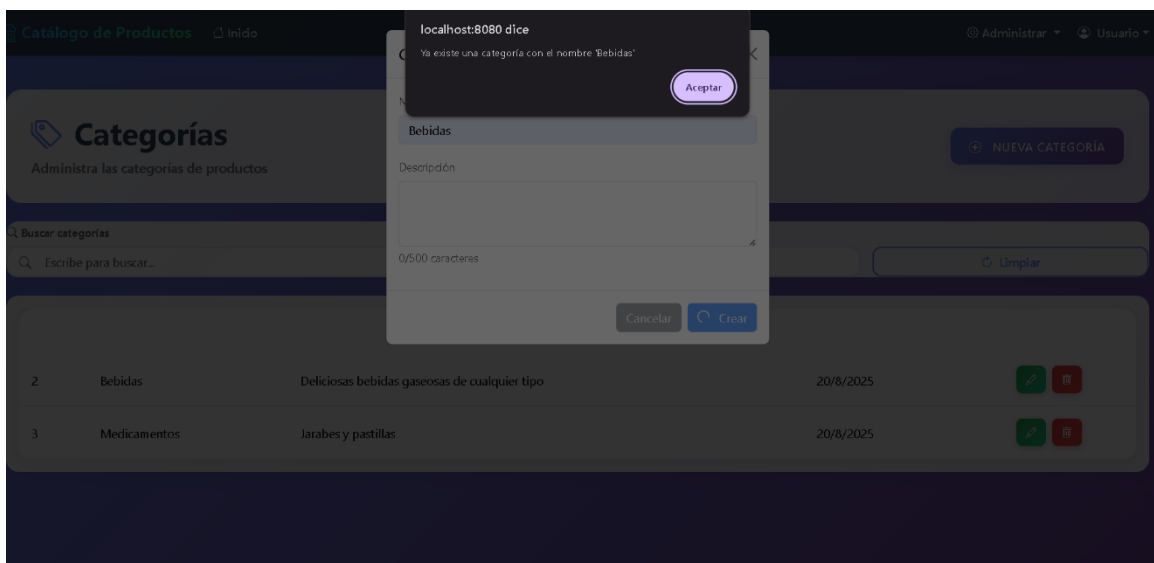 Catálogo de Productos Inicio
Administrar Usuario
localhost:8080 dice
Ya existe una categoría con el nombre 'Bebidas'
Aceptar
Categorías
Administra las categorías de productos
NUEVA CATEGORÍA
Bebidas
Descripción
0/500 caracteres
Cancelar Crear
Buscar categorías
Escribe para buscar...
Limpiar
2 Bebidas Deliciosas bebidas gaseosas de cualquier tipo 20/8/2025
3 Medicamentos Jarabes y pastillas 20/8/2025